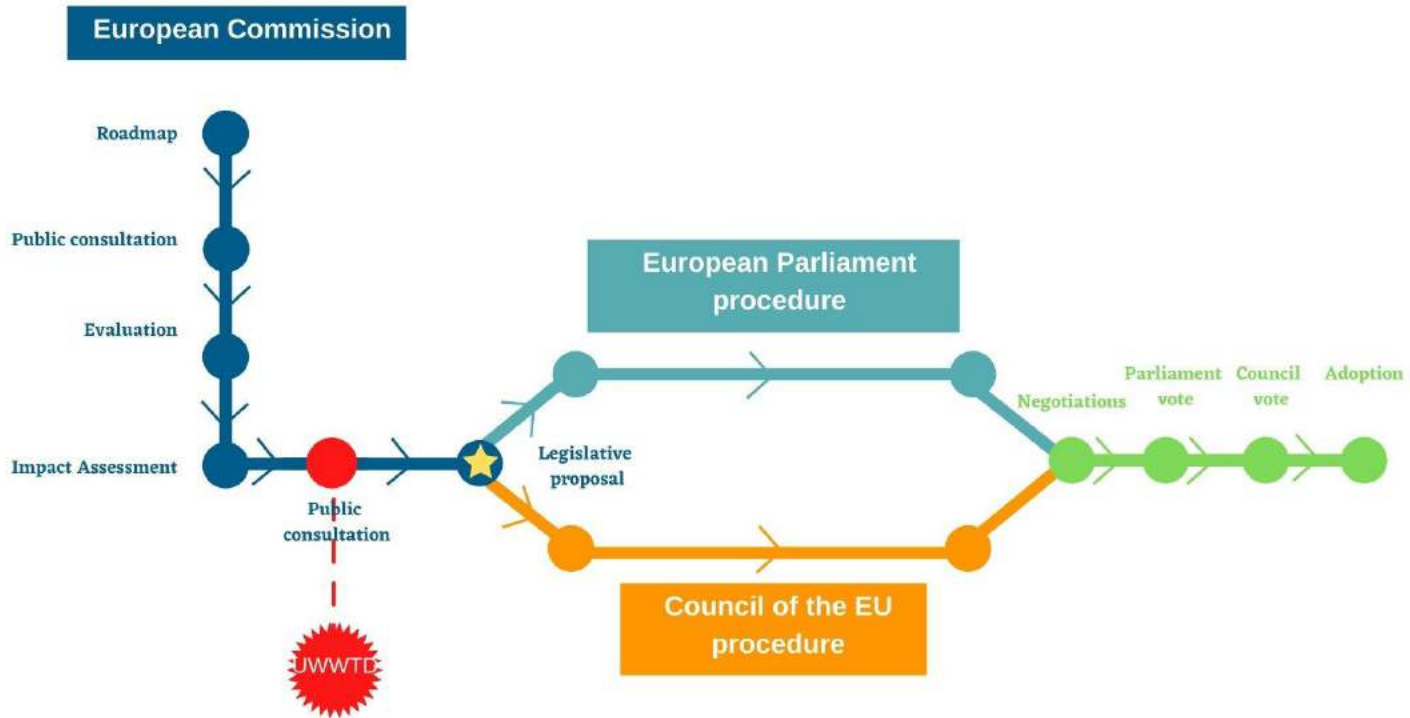 European Commission
Roadmap
Public consultation
Evaluation
Impact Assessment
Public
consultation
UWWTD
Legislative
proposal
European Parliament
procedure
Council of the EU
procedure
Negotiations
Parliament
vote
Council
vote
Adoption